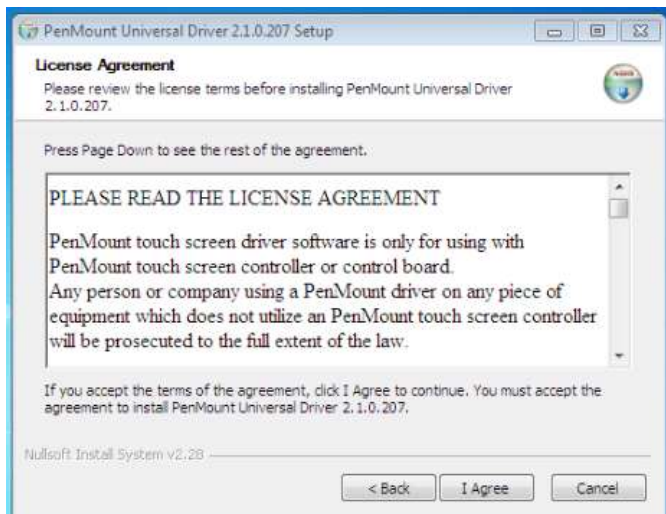 PenMount Universal Driver 2.1.0.207 Setup
License Agreement
Please review the license terms before installing PenMount Universal Driver
2.1.0.207.
Press Page Down to see the rest of the agreement.
PLEASE READ THE LICENSE AGREEMENT
PenMount touch screen driver software is only for using with
PenMount touch screen controller or control board.
Any person or company using a PenMount driver on any piece of
equipment which does not utilize an PenMount touch screen controller
will be prosecuted to the full extent of the law.
If you accept the terms of the agreement, click I Agree to continue. You must accept the
agreement to install PenMount Universal Driver 2.1.0.207.
Nullsoft Install System v2.28
< Back I Agree Cancel